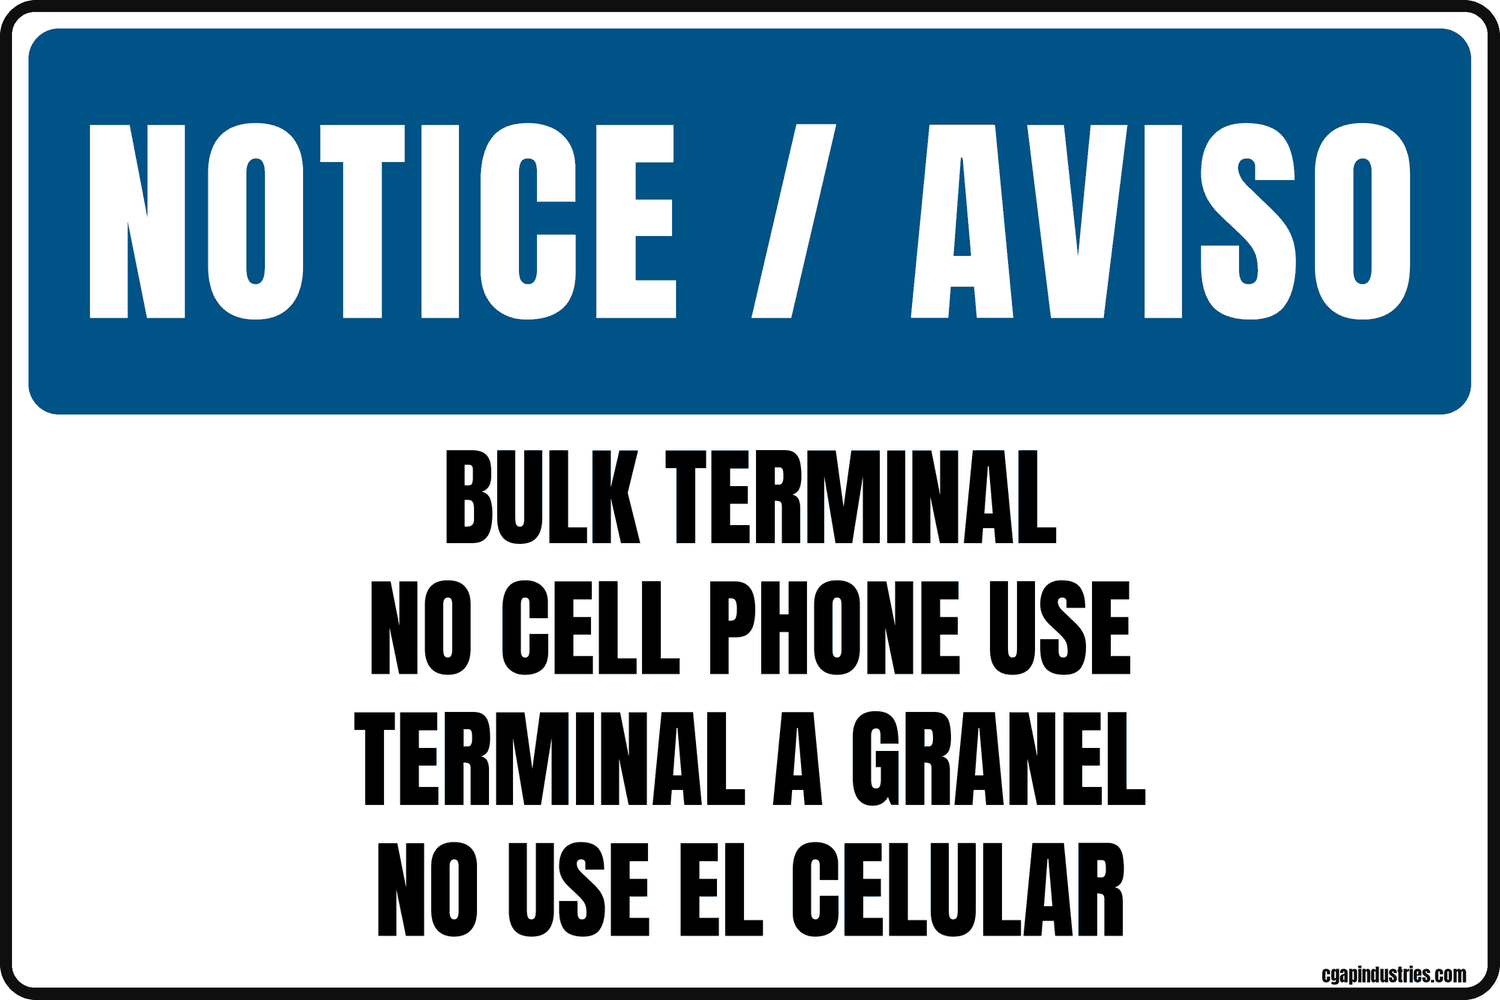 NOTICE / AVISO
BULK TERMINAL
NO CELL PHONE USE
TERMINAL A GRANEL
NO USE EL CELULAR
cgapindustries.com